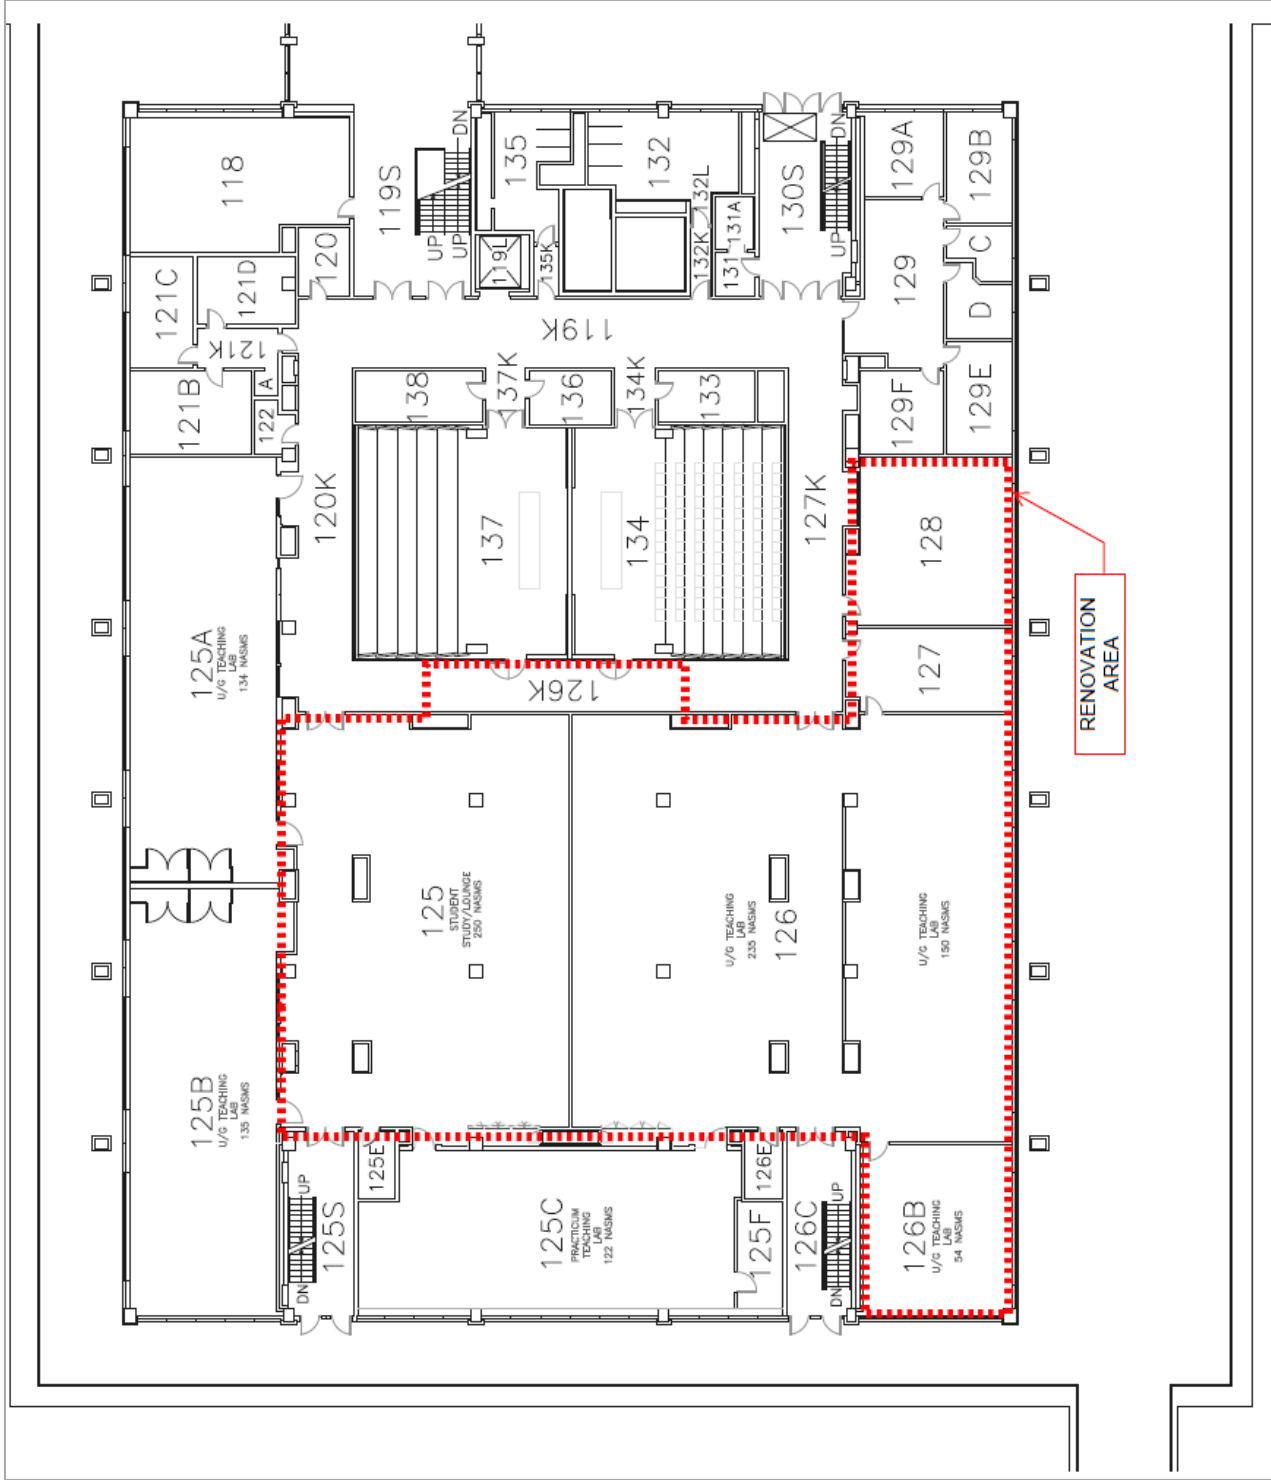 118
119S
DN
UP
UP
135
132
132L
130S
DN
UP
129A
129B
C
D
129
129E
129F
121C
121D
120
121K
A
121B
122
119L
135K
132K
131
131A
119K
138
137K
136
134K
133
120K
137
134
127K
128
127
126K
RENOVATION
AREA
125A
U/G TEACHING
LAB
134 NASMS
125
STUDENT
STUDY/LOUNGE
250 NASMS
126
U/G TEACHING
LAB
235 NASMS
U/G TEACHING
LAB
150 NASMS
125B
U/G TEACHING
LAB
135 NASMS
UP
DN
125S
125E
125C
PRACTICUM
TEACHING
LAB
122 NASMS
126E
125F
126C
UP
DN
126B
U/G TEACHING
LAB
54 NASMS